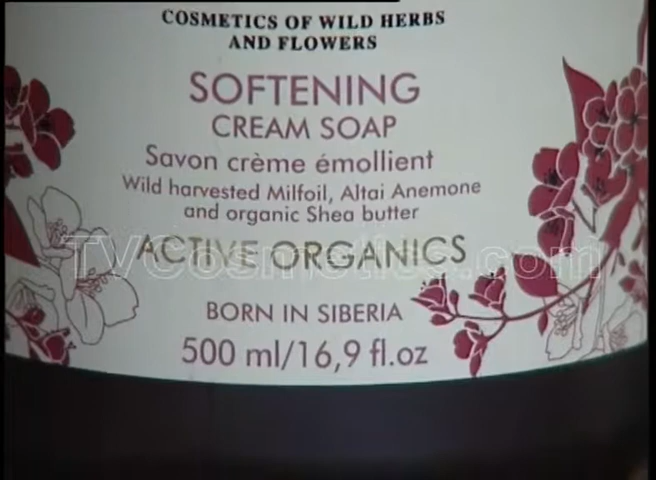 COSMETICS OF WILD HERBS
AND FLOWERS
SOFTENING
CREAM SOAP
Savon crème émollient
Wild harvested Milfoil, Altai Anemone
and organic Shea butter
ACTIVE ORGANICS
TVCosmetics.com
BORN IN SIBERIA
500 ml/16,9 fl.oz